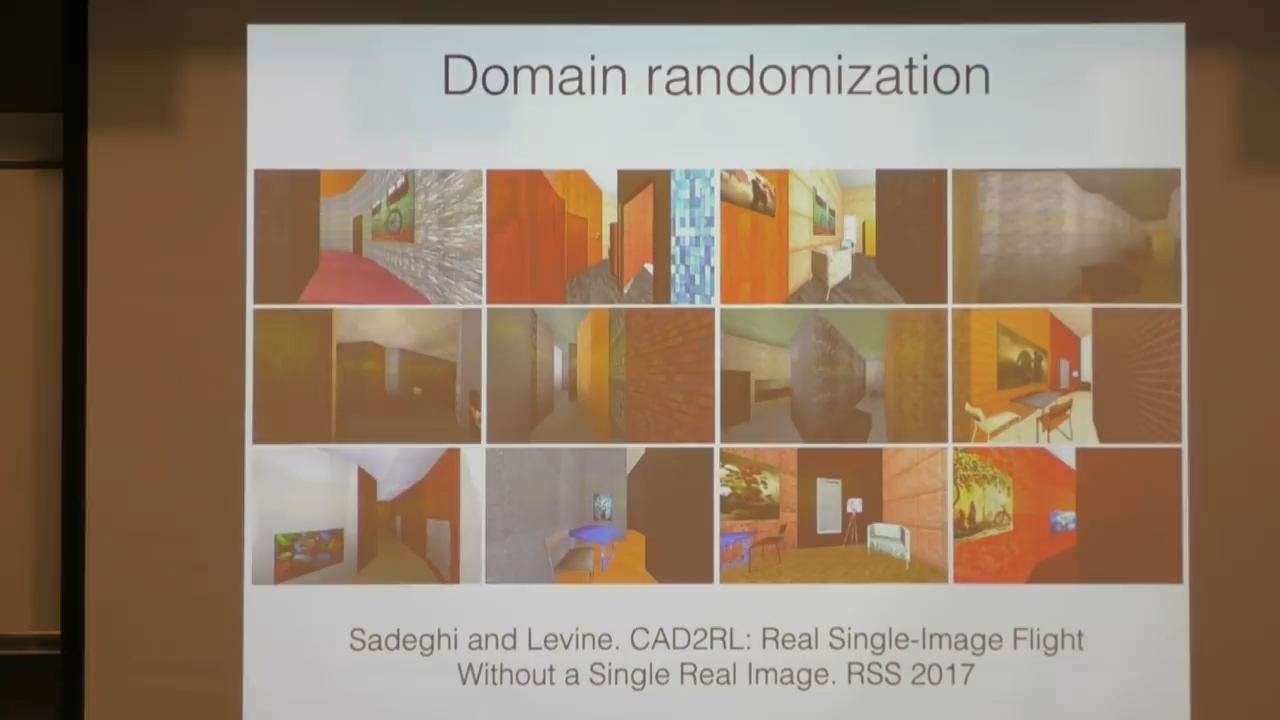 Domain randomization
Sadeghi and Levine. CAD2RL: Real Single-Image Flight
Without a Single Real Image. RSS 2017